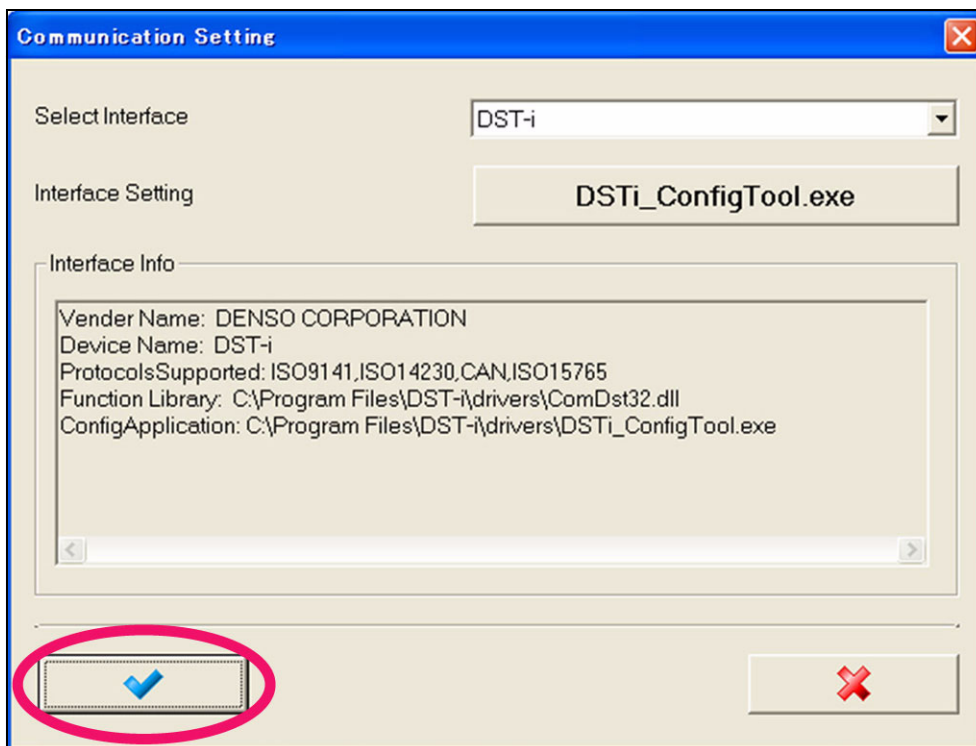 Communication Setting
Select Interface
DST-i
Interface Setting
DSTi_ConfigTool.exe
Interface Info
Vender Name: DENSO CORPORATION
Device Name: DST-i
ProtocolsSupported: ISO9141,ISO14230,CAN,ISO15765
Function Library: C:\Program Files\DST-i\drivers\ComDst32.dll
ConfigApplication: C:\Program Files\DST-i\drivers\DSTi_ConfigTool.exe